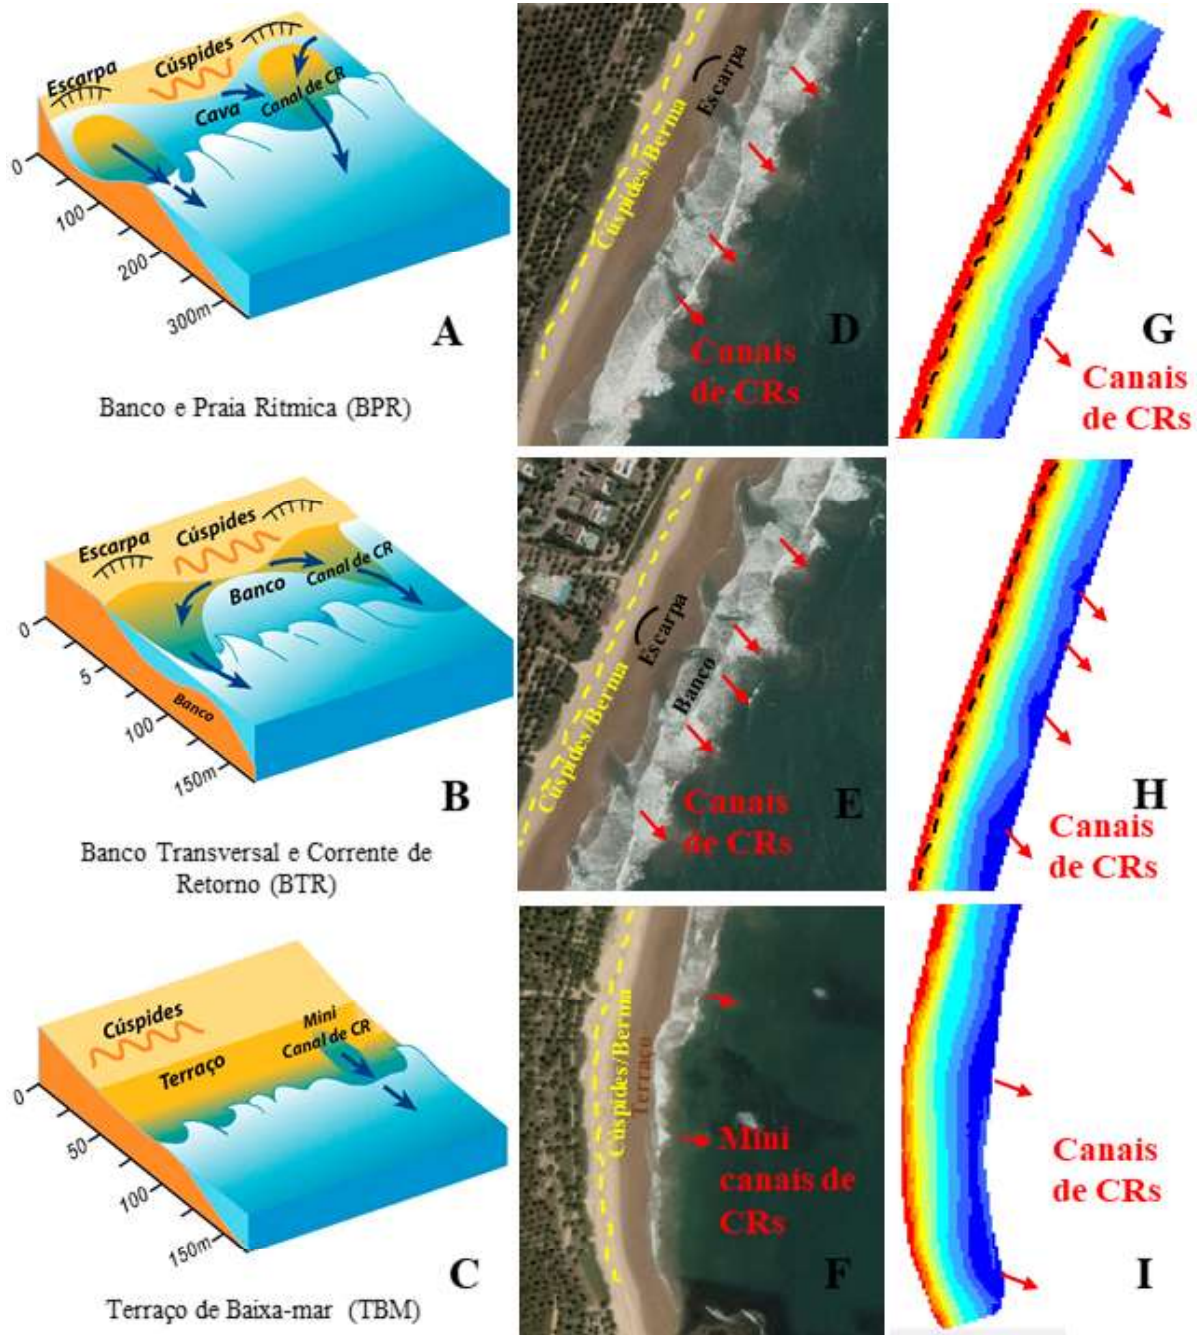 Escarpa
Cúspides
Cava
Canal de CR
0
100
200
300m
A
Banco e Praia Rítmica (BPR)
Cúspides/Berma
Escarpa
Canais
de CRs
D
Canais
de CRs
G
Escarpa
Cúspides
Banco
Canal de CR
0
5
100
150m
Banco
B
Banco Transversal e Corrente de
Retorno (BTR)
Cúspides/Berma
Escarpa
Banco
Canais
de CRs
E
Canais
de CRs
H
Cúspides
Terraço
Mini
Canal de CR
0
50
100
150m
C
Terraço de Baixa-mar (TBM)
Cúspides/Berma
Terraço
Mini
canais de
CRs
F
Canais
de CRs
I